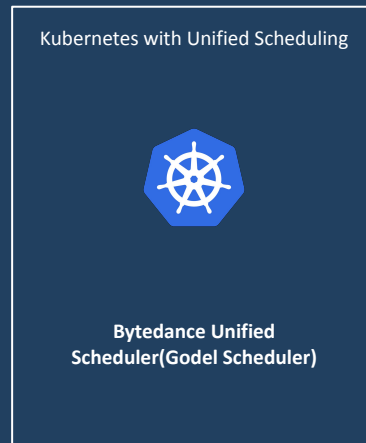 Kubernetes with Unified Scheduling
Bytedance Unified
Scheduler(Godel Scheduler)